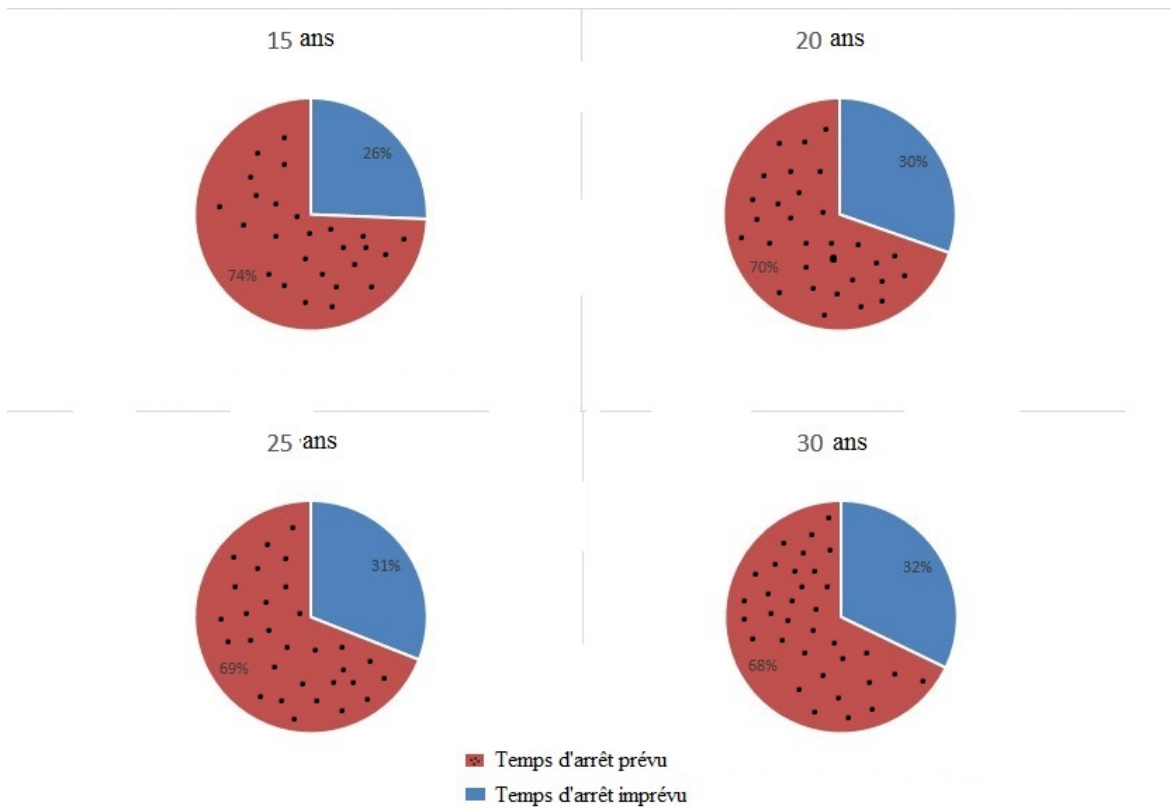 15 ans
20 ans
26%
74%
30%
70%
25 ans
30 ans
31%
69%
32%
68%
Temps d'arrêt prévu
Temps d'arrêt imprévu